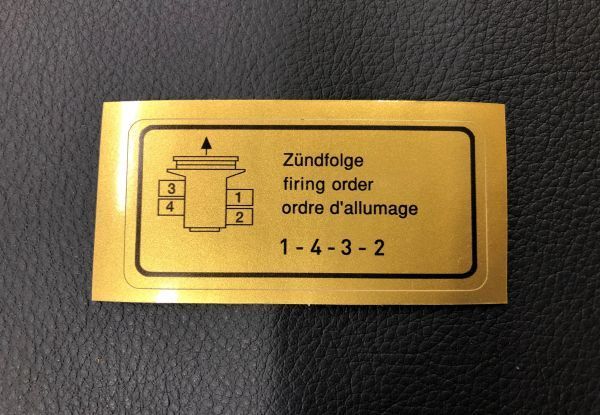 Zündfolge
firing order
ordre d'allumage
1 - 4 - 3 - 2
3
4
1
2